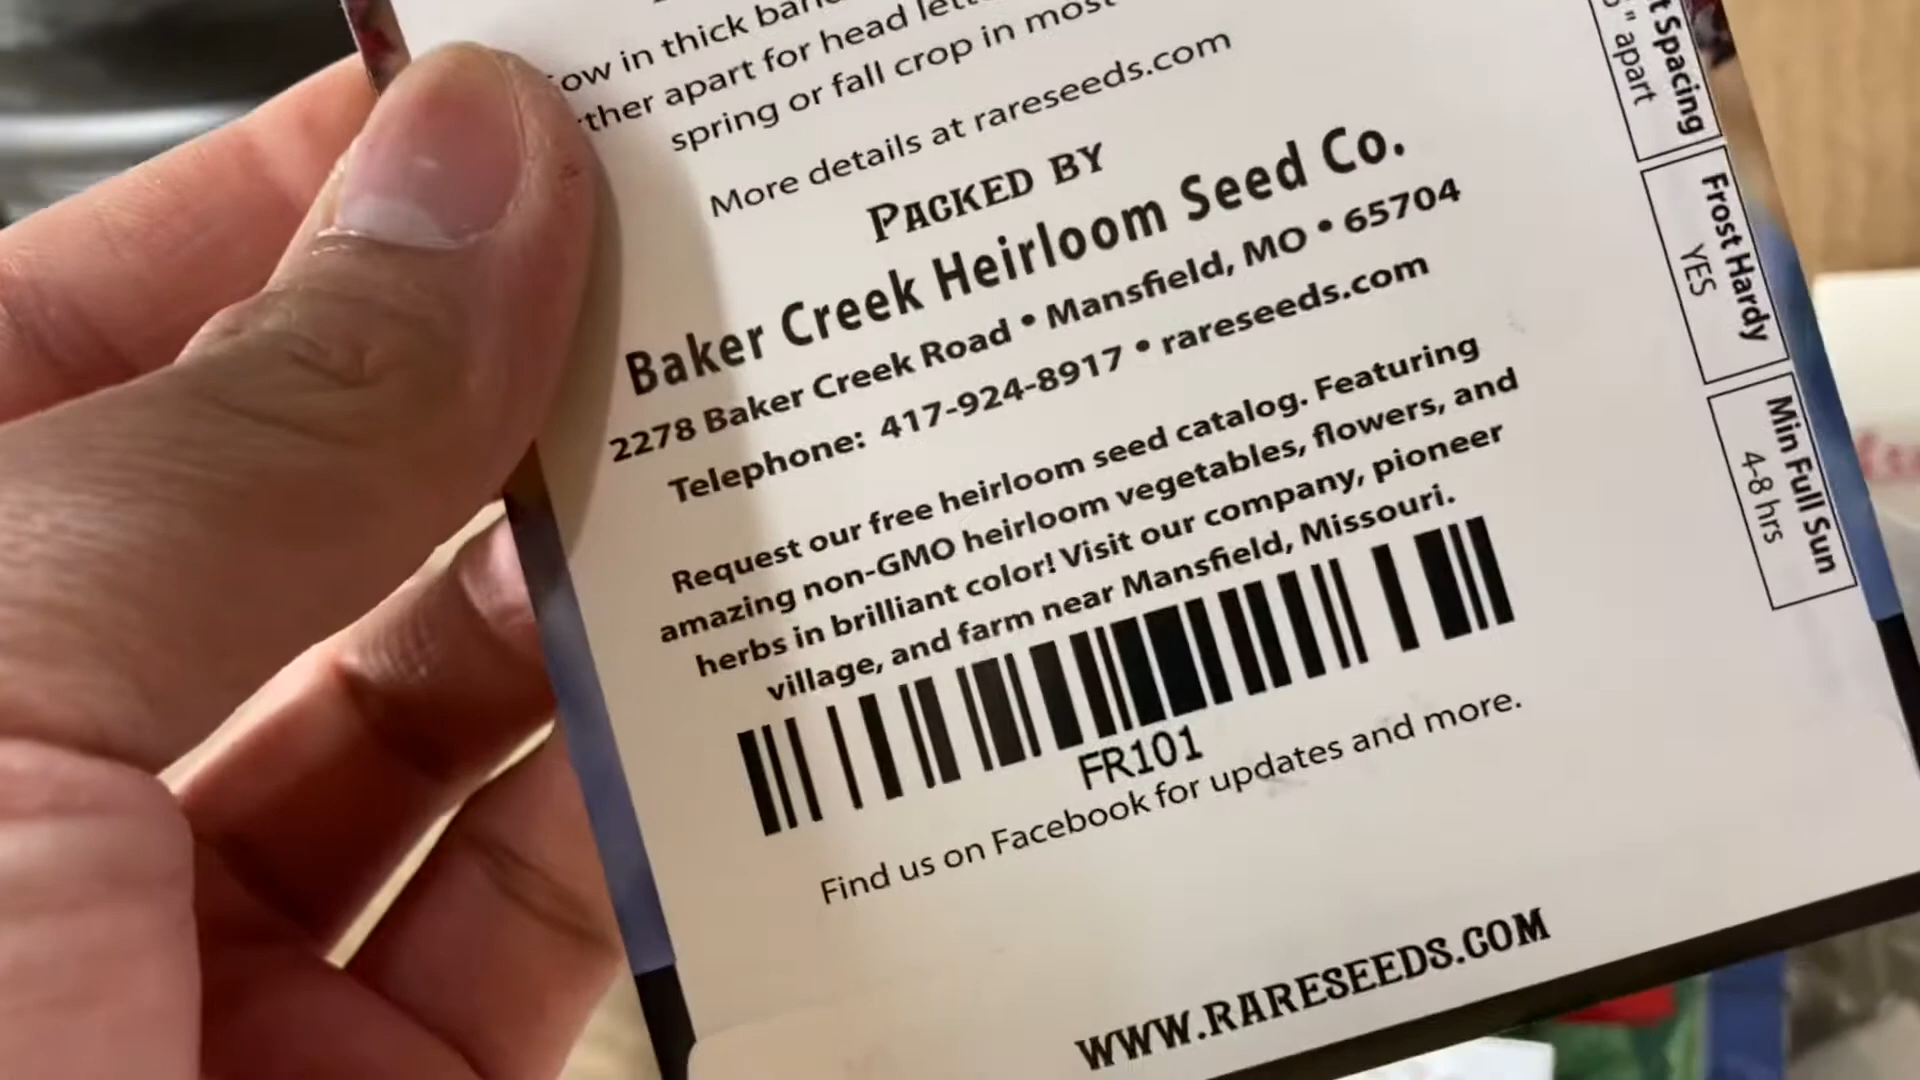 in thick
apart for head
spring or fall crop in most
More details at rareseeds.com
PACKED BY
Baker Creek Heirloom Seed Co.
2278 Baker Creek Road • Mansfield, MO • 65704
Telephone: 417-924-8917 • rareseeds.com
Request our free heirloom seed catalog. Featuring
amazing non-GMO heirloom vegetables, flowers, and
herbs in brilliant color! Visit our company, pioneer
village, and farm near Mansfield, Missouri.
FR101
Find us on Facebook for updates and more.
WWW.RARESEEDS.COM
Spacing
" apart
Frost Hardy
YES
Min Full Sun
4-8 hrs